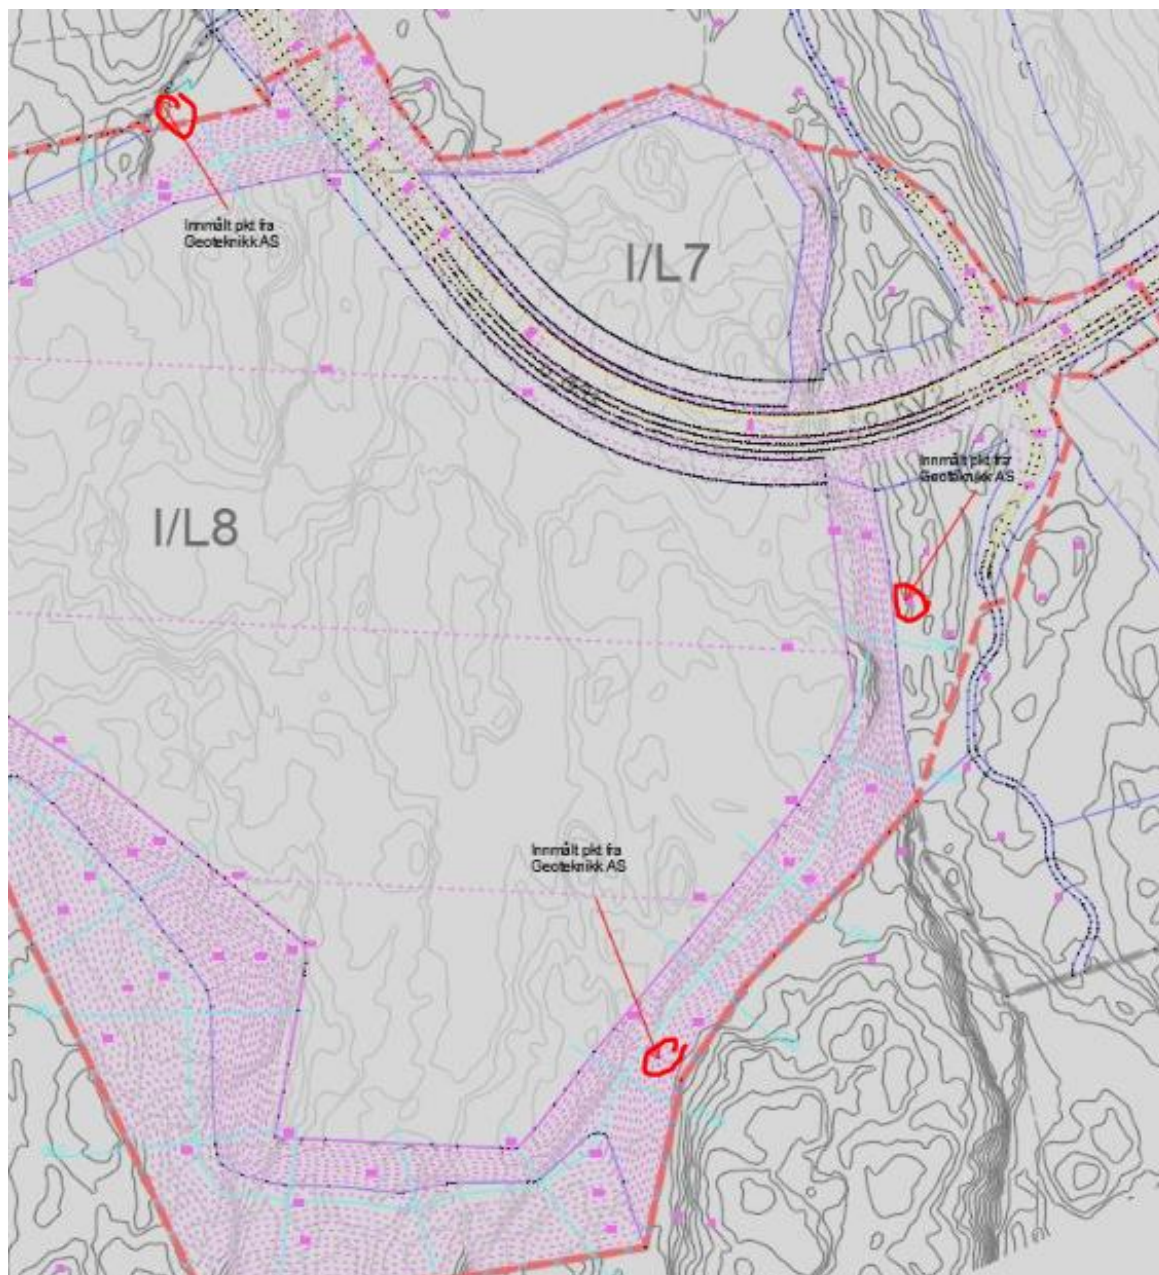 Innmålt pkt fra
Geoteknikk AS
I/L7
Innmålt pkt fra
Geoteknikk AS
I/L8
Innmålt pkt fra
Geoteknikk AS